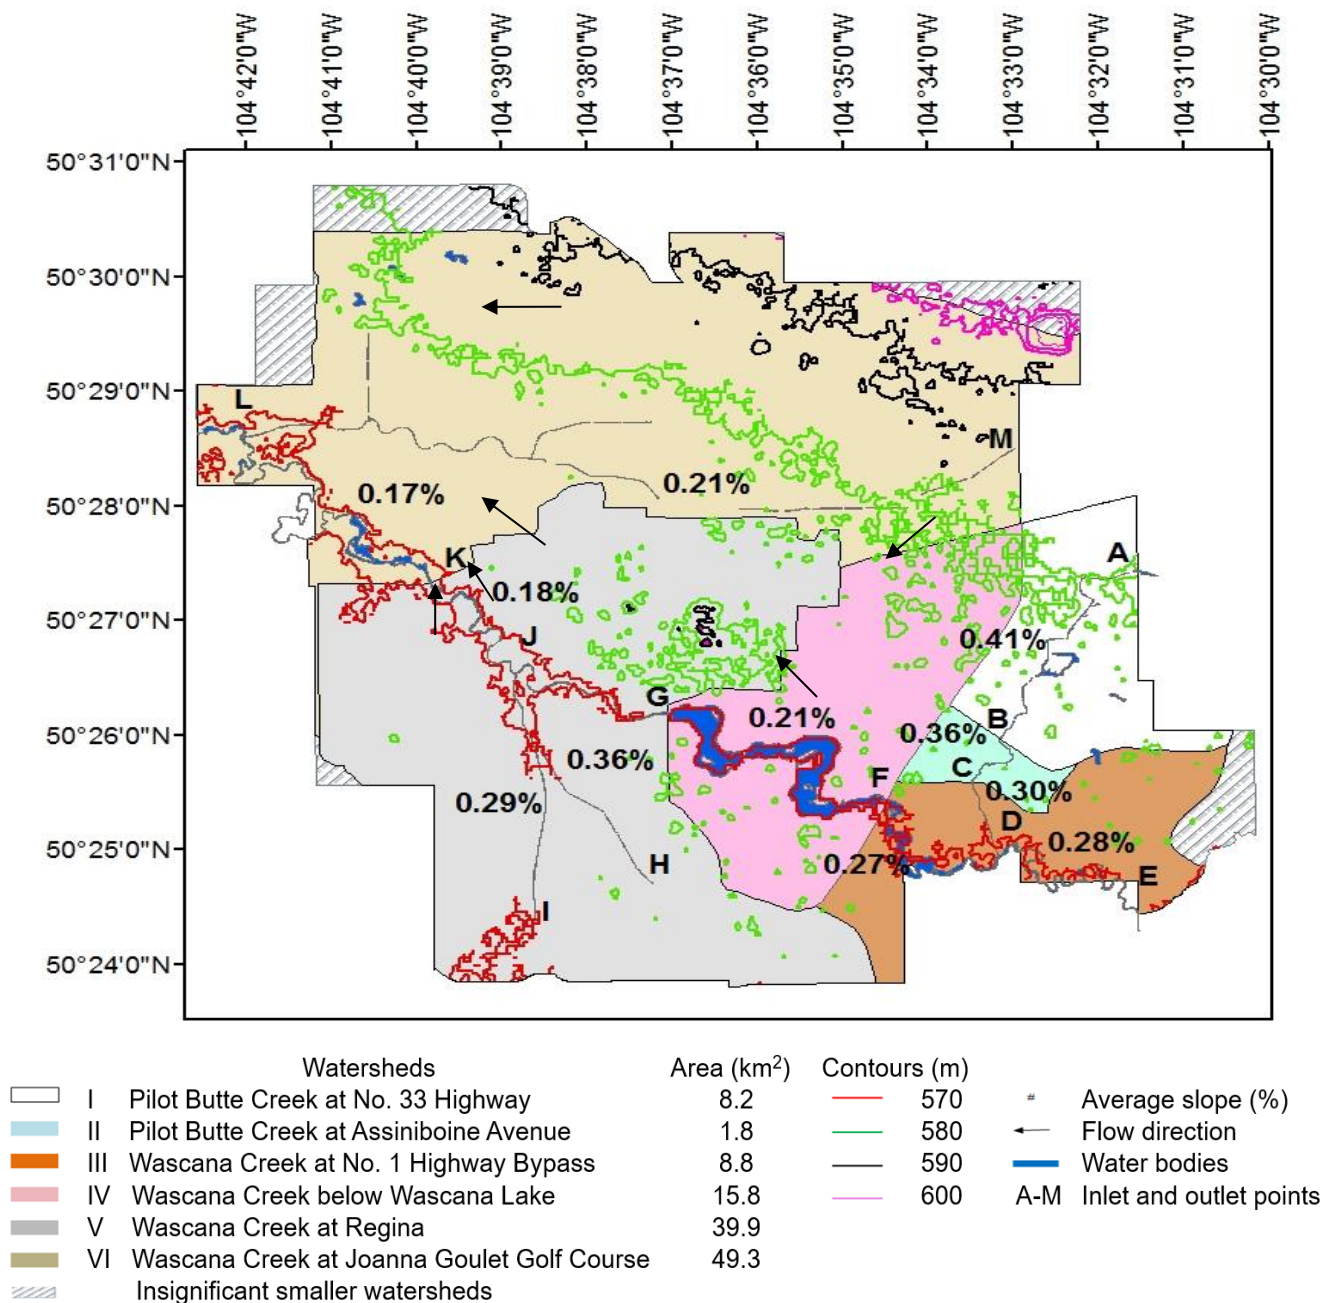 104°42'0"W 104°41'0"W 104°40'0"W 104°39'0"W 104°38'0"W 104°37'0"W 104°36'0"W 104°35'0"W 104°34'0"W 104°33'0"W 104°32'0"W 104°31'0"W 104°30'0"W
50°31'0"N
50°30'0"N
50°29'0"N
L
M
50°28'0"N
0.17%
0.21%
K
A
0.18%
50°27'0"N
J
0.41%
G
50°26'0"N
0.21%
0.36%
B
0.36%
C
F
0.30%
0.29%
D
50°25'0"N
0.28%
0.27%
H
E
I
50°24'0"N
Watersheds Area (km²) Contours (m)
I Pilot Butte Creek at No. 33 Highway 8.2 570 # Average slope (%)
II Pilot Butte Creek at Assiniboine Avenue 1.8 580 Flow direction
III Wascana Creek at No. 1 Highway Bypass 8.8 590 Water bodies
IV Wascana Creek below Wascana Lake 15.8 600 A-M Inlet and outlet points
V Wascana Creek at Regina 39.9
VI Wascana Creek at Joanna Goulet Golf Course 49.3
Insignificant smaller watersheds